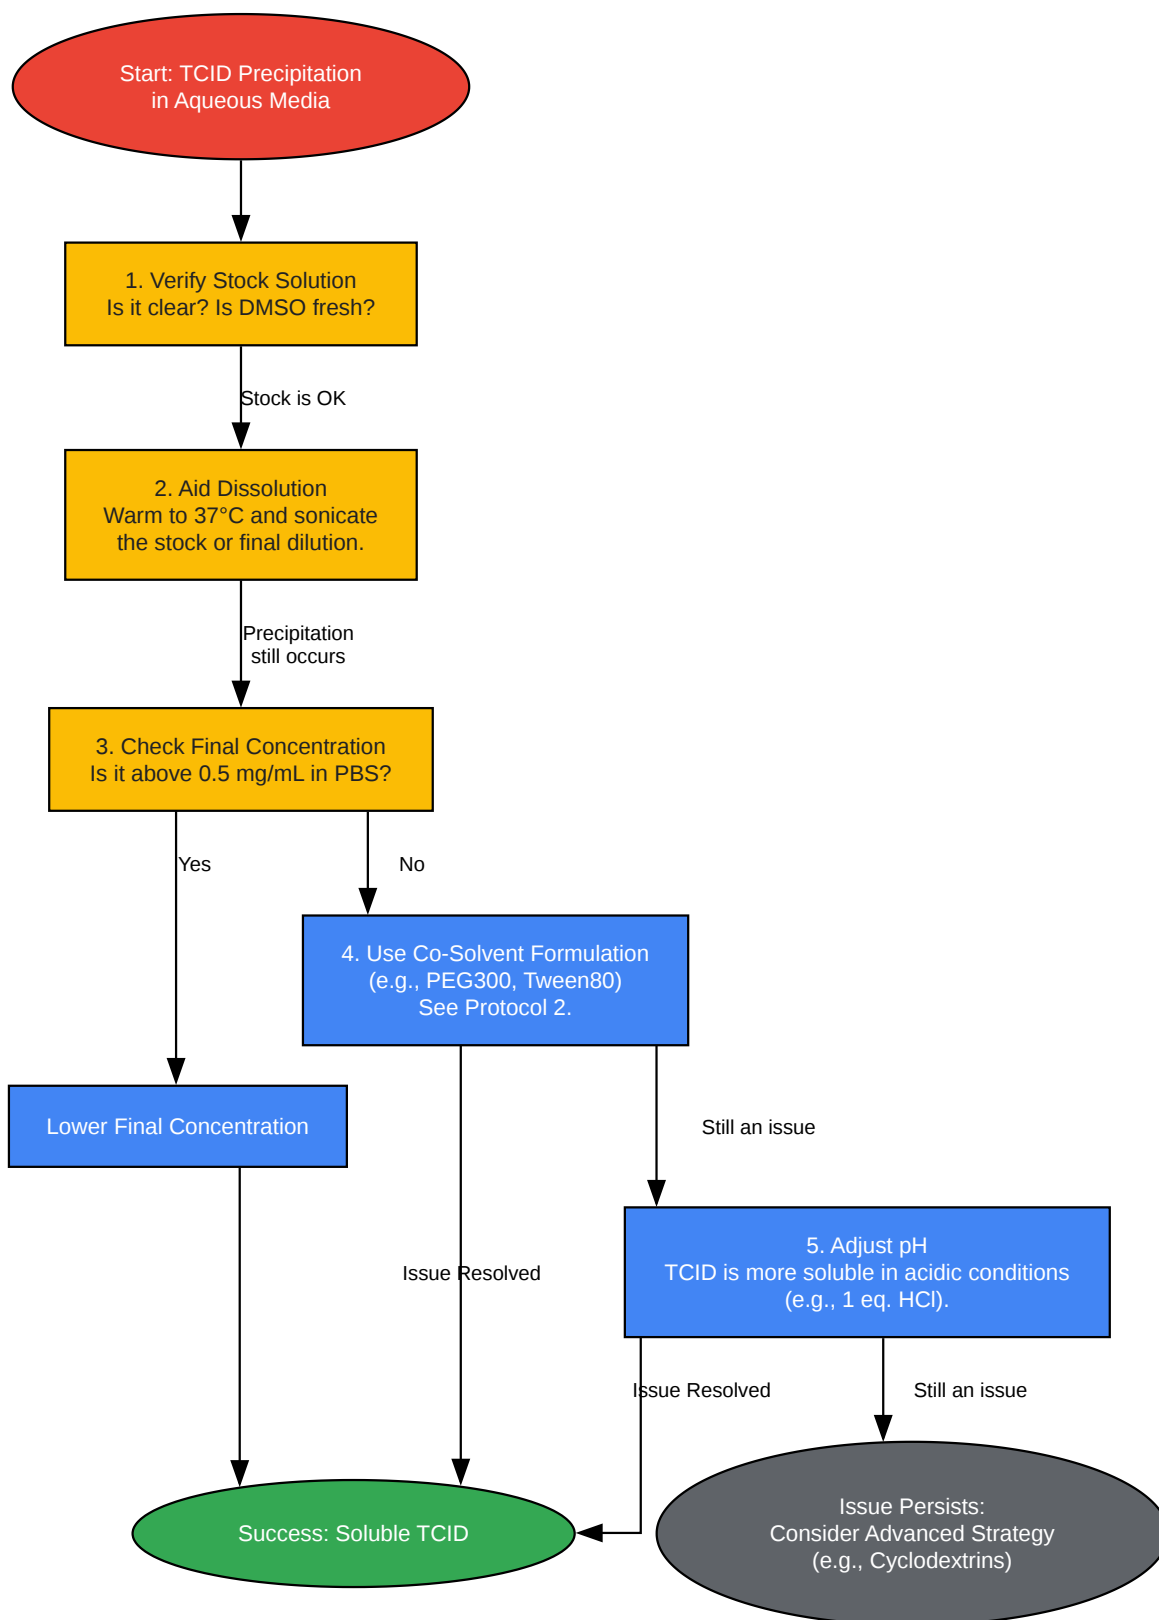 Start: TCID Precipitation
in Aqueous Media
1. Verify Stock Solution
Is it clear? Is DMSO fresh?
Stock is OK
2. Aid Dissolution
Warm to 37°C and sonicate
the stock or final dilution.
Precipitation
still occurs
3. Check Final Concentration
Is it above 0.5 mg/mL in PBS?
Yes
No
4. Use Co-Solvent Formulation
(e.g., PEG300, Tween80)
See Protocol 2.
Lower Final Concentration
Still an issue
5. Adjust pH
TCID is more soluble in acidic conditions
(e.g., 1 eq. HCl).
Issue Resolved
Issue Resolved
Still an issue
Success: Soluble TCID
Issue Persists:
Consider Advanced Strategy
(e.g., Cyclodextrins)